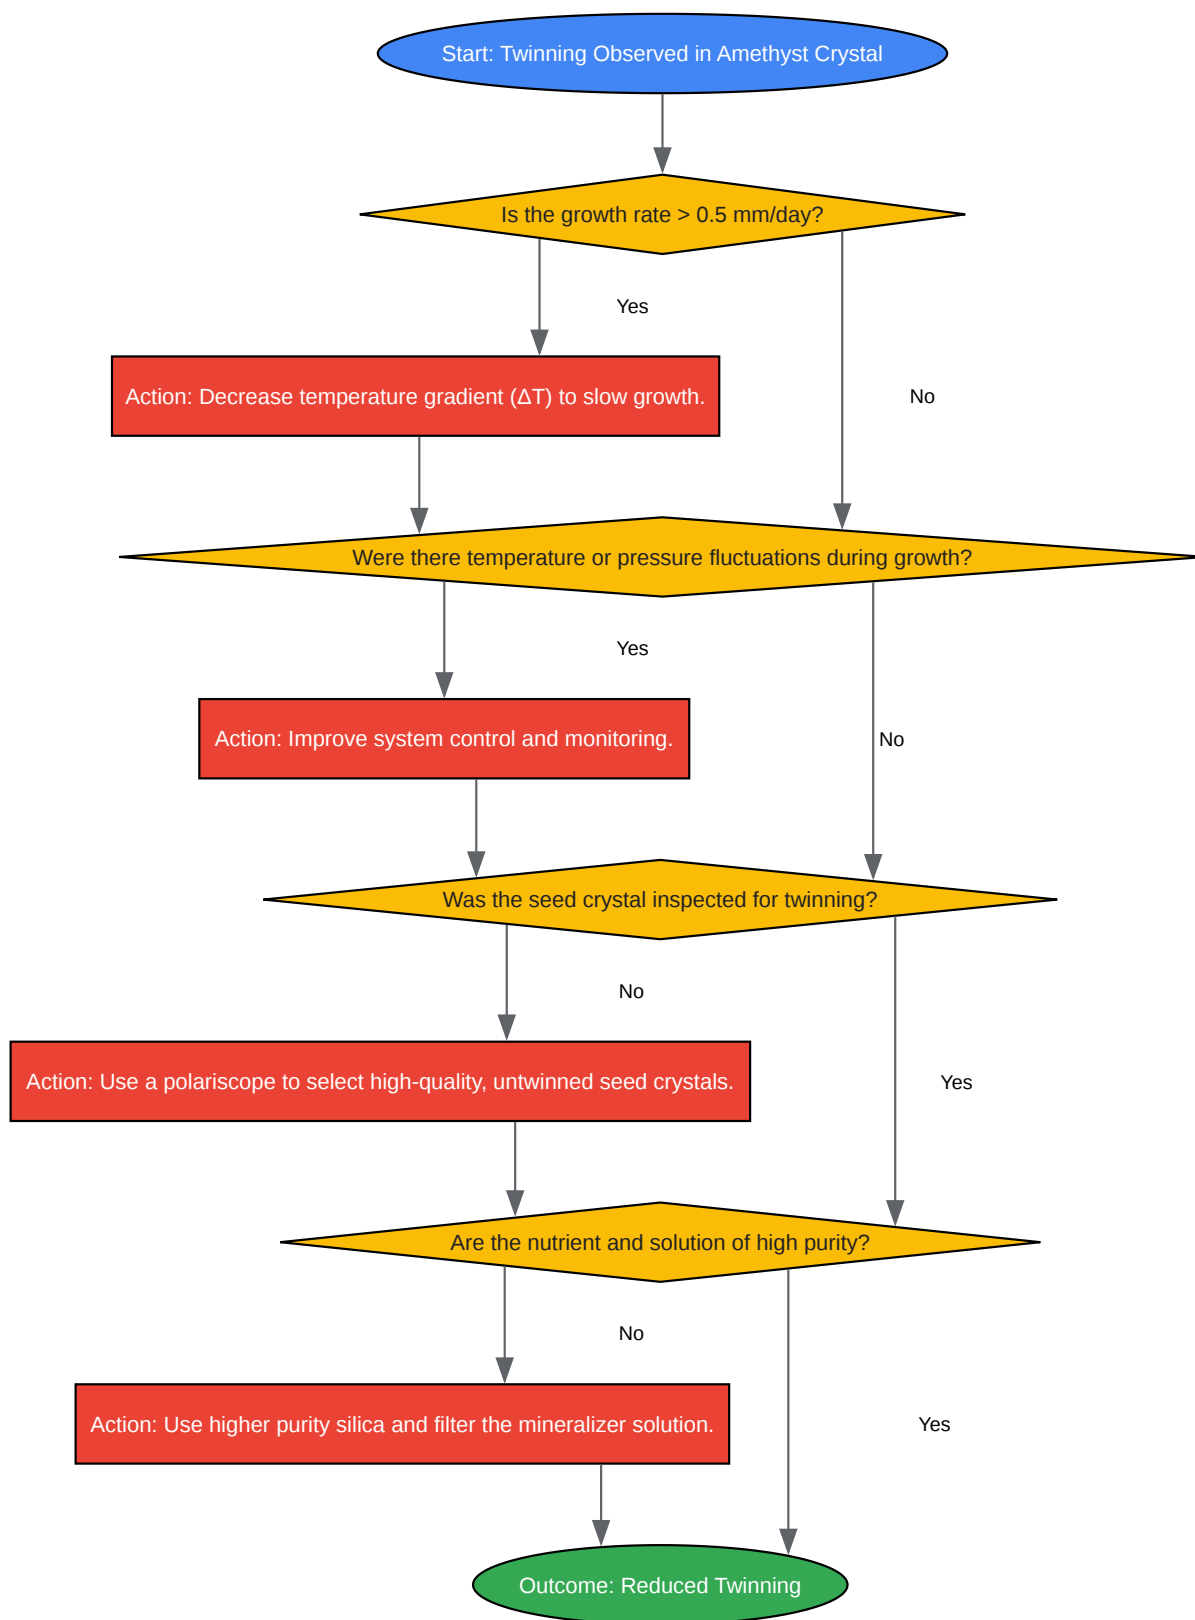 Start: Twinning Observed in Amethyst Crystal
Is the growth rate > 0.5 mm/day?
Yes
Action: Decrease temperature gradient (ΔT) to slow growth.
No
Were there temperature or pressure fluctuations during growth?
Yes
Action: Improve system control and monitoring.
No
Was the seed crystal inspected for twinning?
No
Action: Use a polariscope to select high-quality, untwinned seed crystals.
Yes
Are the nutrient and solution of high purity?
No
Action: Use higher purity silica and filter the mineralizer solution.
Yes
Outcome: Reduced Twinning